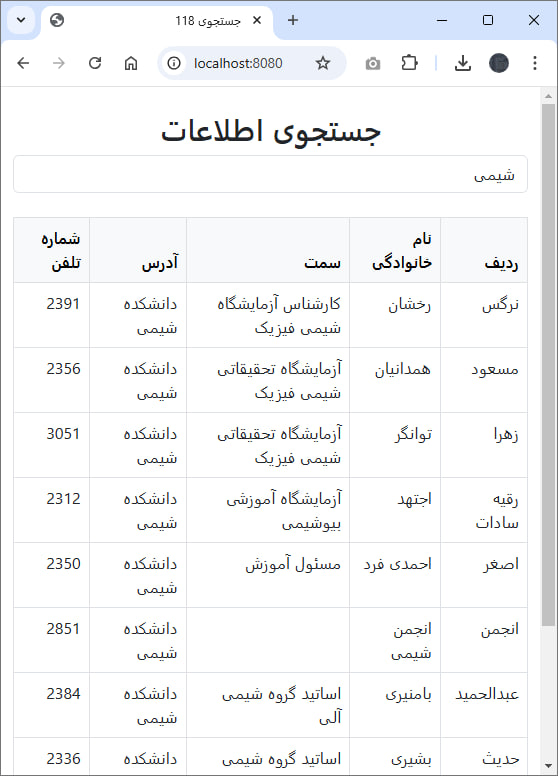 جستجوی 118
localhost:8080
جستجوی اطلاعات
شیمی
ردیف نام خانوادگی سمت آدرس شماره تلفن
نرگس رخشان کارشناس آزمایشگاه شیمی فیزیک دانشکده شیمی 2391
مسعود همدانیان آزمایشگاه تحقیقاتی شیمی فیزیک دانشکده شیمی 2356
زهرا توانگر آزمایشگاه تحقیقاتی شیمی فیزیک دانشکده شیمی 3051
رقیه سادات اجتهد آزمایشگاه آموزشی بیوشیمی دانشکده شیمی 2312
اصغر احمدی فرد مسئول آموزش دانشکده شیمی 2350
انجمن انجمن شیمی دانشکده شیمی 2851
عبدالحمید بامنیری اساتید گروه شیمی آلی دانشکده شیمی 2384
حدیث بشیری اساتید گروه شیمی دانشکده 2336